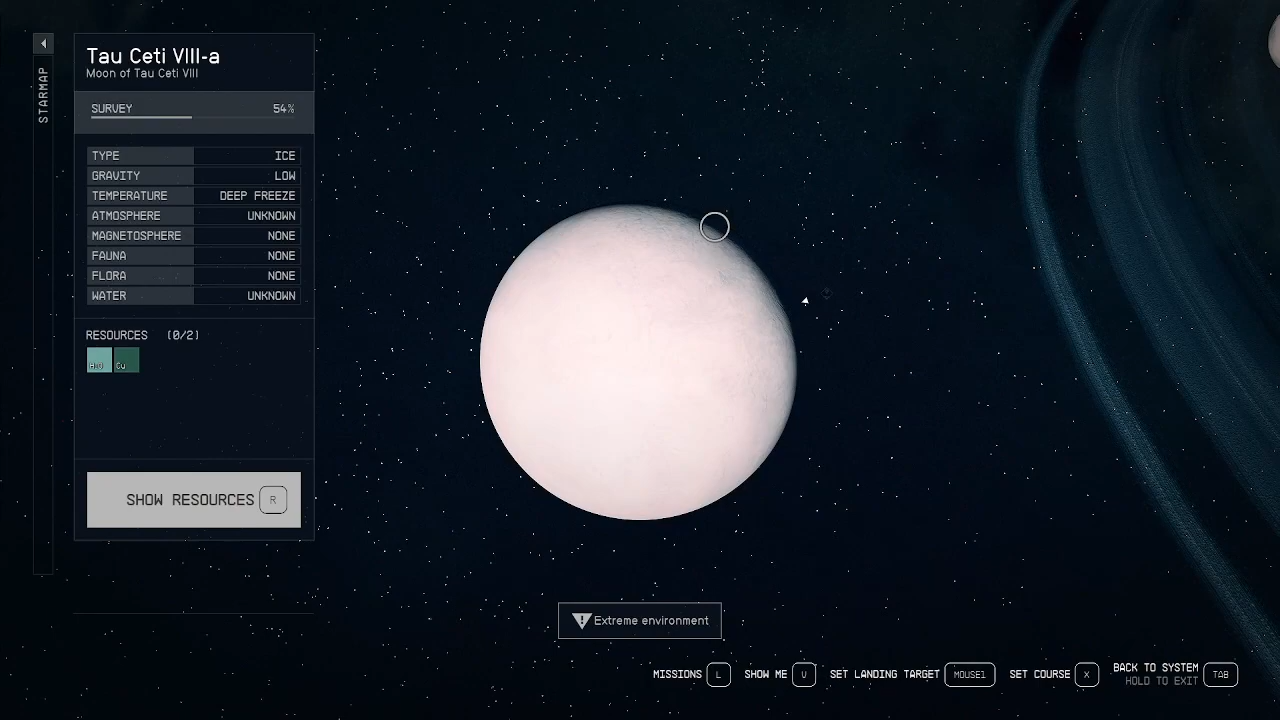 STARMAP
Tau Ceti VIII-a
Moon of Tau Ceti VIII
SURVEY 54%
TYPE ICE
GRAVITY LOW
TEMPERATURE DEEP FREEZE
ATMOSPHERE UNKNOWN
MAGNETOSPHERE NONE
FAUNA NONE
FLORA NONE
WATER UNKNOWN
RESOURCES (0/2)
H2O Cu
SHOW RESOURCES R
Extreme environment
MISSIONS L SHOW ME V SET LANDING TARGET MOUSE1 SET COURSE X BACK TO SYSTEM TAB
HOLD TO EXIT